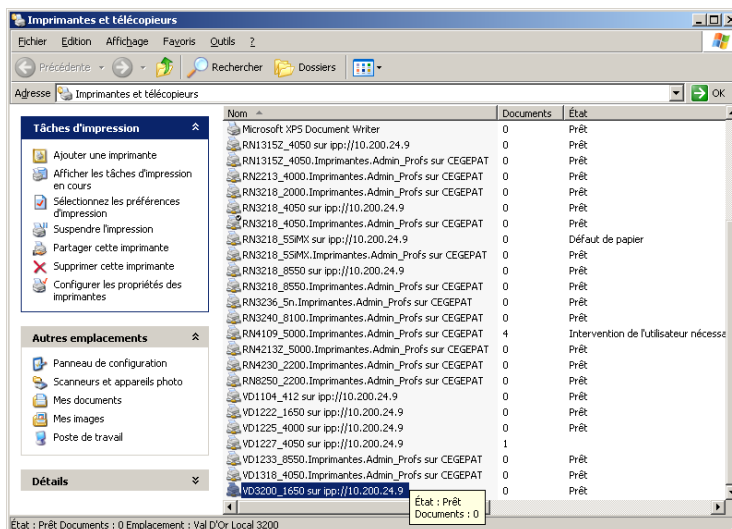 Imprimantes et télécopieurs
Fichier Edition Affichage Favoris Outils ?
Précédente Rechercher Dossiers
Adresse Imprimantes et télécopieurs OK
Tâches d'impression
Ajouter une imprimante
Afficher les tâches d'impression
en cours
Sélectionnez les préférences
d'impression
Suspendre l'impression
Partager cette imprimante
Supprimer cette imprimante
Configurer les propriétés des
imprimantes
Autres emplacements
Panneau de configuration
Scanneurs et appareils photo
Mes documents
Mes images
Poste de travail
Détails
Nom Documents État
Microsoft XPS Document Writer 0 Prêt
RN1315Z_4050 sur ipp://10.200.24.9 0 Prêt
RN1315Z_4050.Imprimantes.Admin_Profs sur CEGEPAT 0 Prêt
RN2213_4000.Imprimantes.Admin_Profs sur CEGEPAT 0 Prêt
RN3218_2000.Imprimantes.Admin_Profs sur CEGEPAT 0 Prêt
RN3218_4050 sur ipp://10.200.24.9 0 Prêt
RN3218_4050.Imprimantes.Admin_Profs sur CEGEPAT 0 Prêt
RN3218_5SiMX sur ipp://10.200.24.9 0 Défaut de papier
RN3218_5SiMX.Imprimantes.Admin_Profs sur CEGEPAT 0 Prêt
RN3218_8550 sur ipp://10.200.24.9 0 Prêt
RN3218_8550.Imprimantes.Admin_Profs sur CEGEPAT 0 Prêt
RN3236_5n.Imprimantes.Admin_Profs sur CEGEPAT 0 Prêt
RN3240_8100.Imprimantes.Admin_Profs sur CEGEPAT 0 Prêt
RN4109_5000.Imprimantes.Admin_Profs sur CEGEPAT 4 Intervention de l'utilisateur nécessa
RN4213Z_5000.Imprimantes.Admin_Profs sur CEGEPAT 0 Prêt
RN4230_2200.Imprimantes.Admin_Profs sur CEGEPAT 0 Prêt
RN8250_2200.Imprimantes.Admin_Profs sur CEGEPAT 0 Prêt
VD1104_412 sur ipp://10.200.24.9 0 Prêt
VD1222_1650 sur ipp://10.200.24.9 0 Prêt
VD1225_4000 sur ipp://10.200.24.9 0 Prêt
VD1227_4050 sur ipp://10.200.24.9 1
VD1233_8550.Imprimantes.Admin_Profs sur CEGEPAT 0 Prêt
VD1318_4050.Imprimantes.Admin_Profs sur CEGEPAT 0 Prêt
VD3200_1650 sur ipp://10.200.24.9 0 Prêt
État : Prêt
Documents : 0
État : Prêt Documents : 0 Emplacement : Val D'Or Local 3200